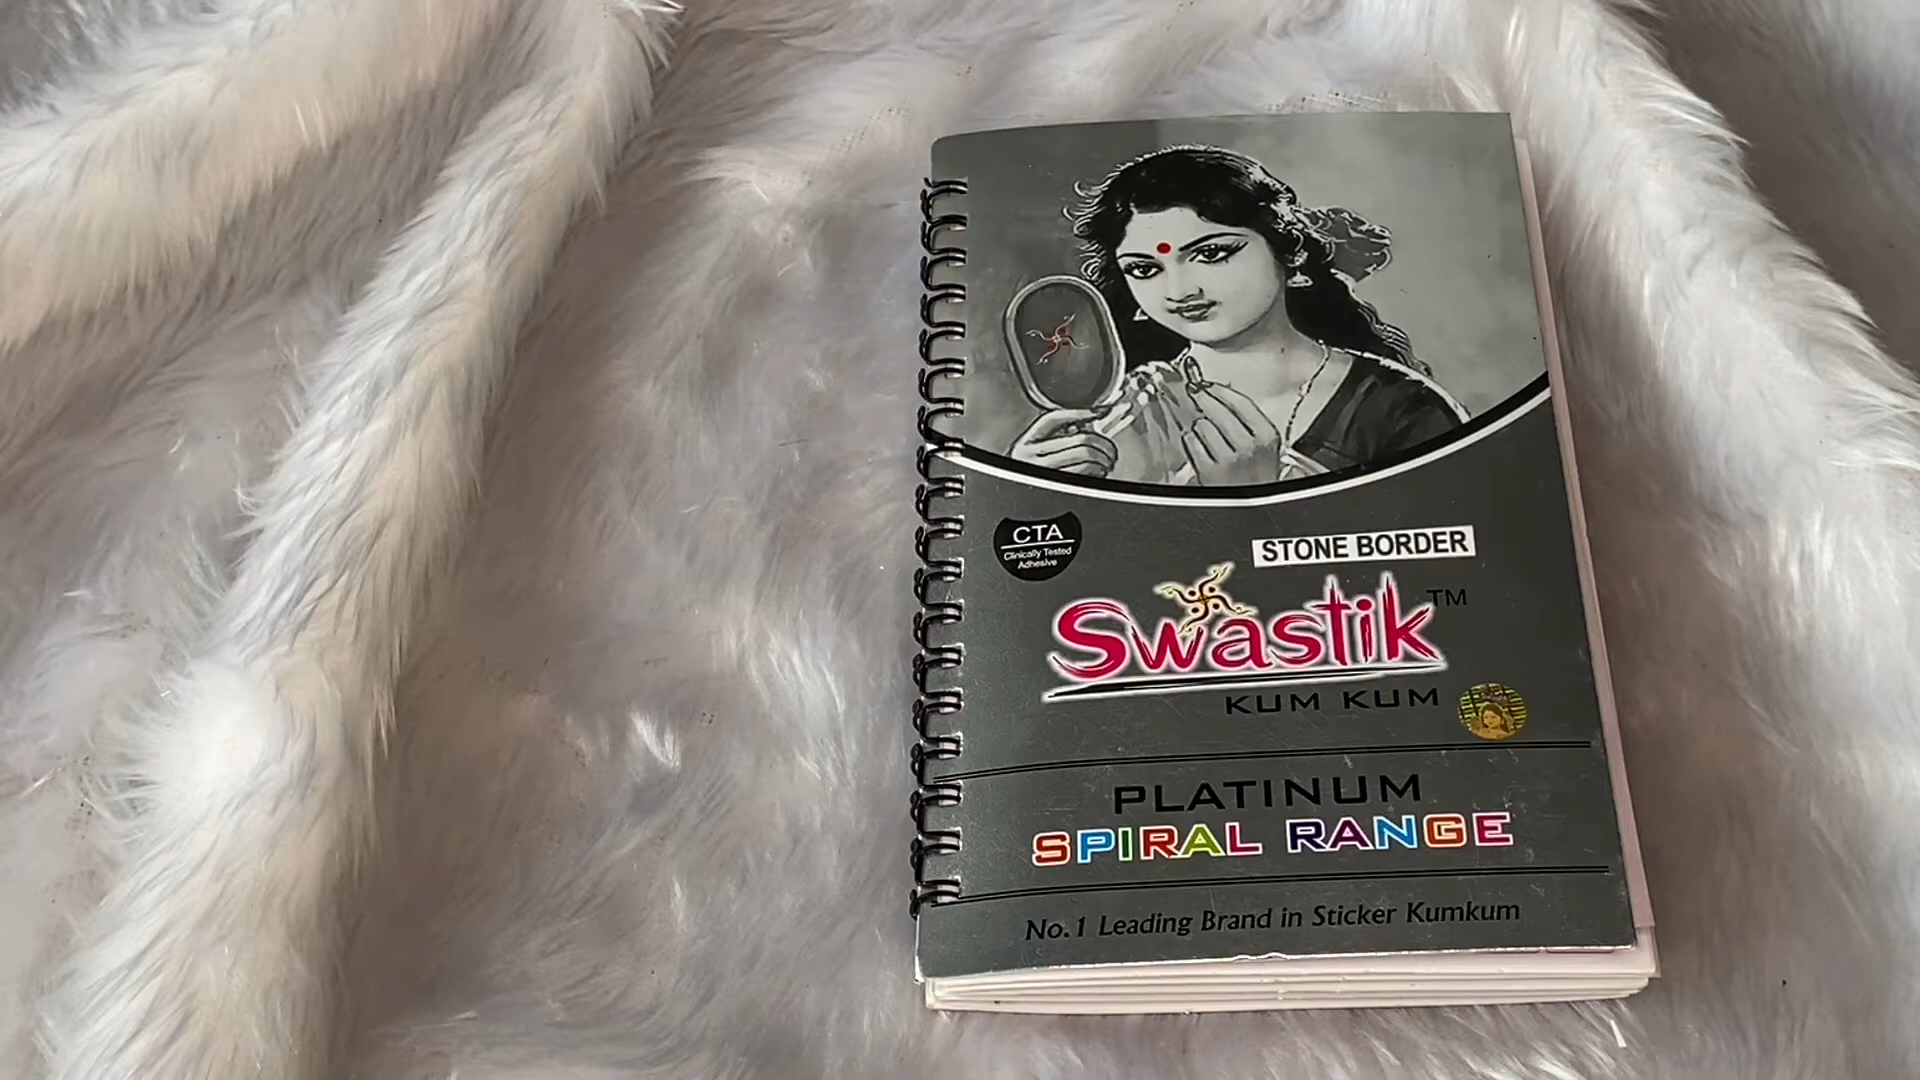 CTA
Clinically Tested
Adhesive
STONE BORDER
Swastik™
KUM KUM
PLATINUM
SPIRAL RANGE
No.1 Leading Brand in Sticker Kumkum